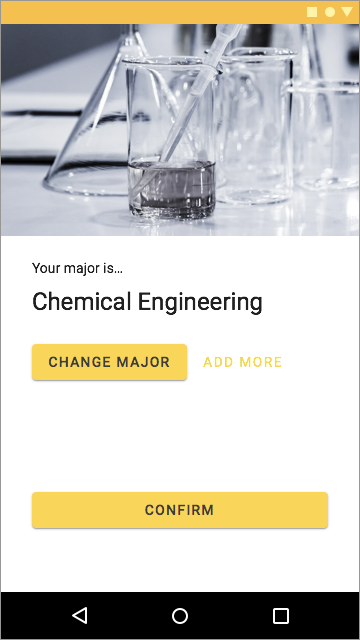 Your major is...
Chemical Engineering
CHANGE MAJOR
ADD MORE
CONFIRM